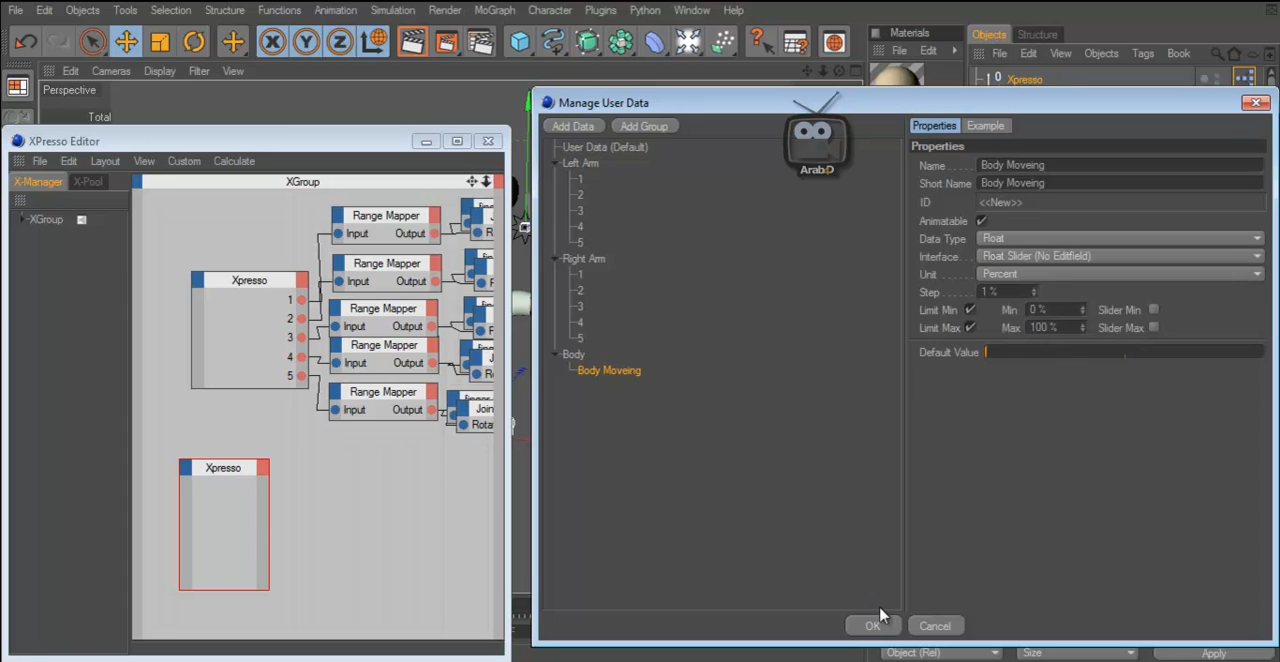 File Edit Objects Tools Selection Structure Functions Animation Simulation Render MoGraph Character Plugins Python Window Help
X Y Z
Materials
File Edit
Objects Structure
File Edit View Objects Tags Book
Xpresso
Edit Cameras Display Filter View
Perspective
Total
XPresso Editor
File Edit Layout View Custom Calculate
X-Manager X-Pool
XGroup
XGroup
Range Mapper
Input Output
Range Mapper
Input Output
Range Mapper
Input Output
Range Mapper
Input Output
Range Mapper
Input Output
Xpresso
1
2
3
4
5
Xpresso
Manage User Data
Add Data Add Group
User Data (Default)
Left Arm
1
2
3
4
5
Right Arm
1
2
3
4
5
Body
Body Moveing
Arab4D
Properties Example
Properties
Name Body Moveing
Short Name Body Moveing
ID <<New>>
Animatable
Data Type Float
Interface Float Slider (No Editfield)
Unit Percent
Step 1 %
Limit Min Min 0 % Slider Min
Limit Max Max 100 % Slider Max
Default Value
OK Cancel
Object (Rel) Size Apply